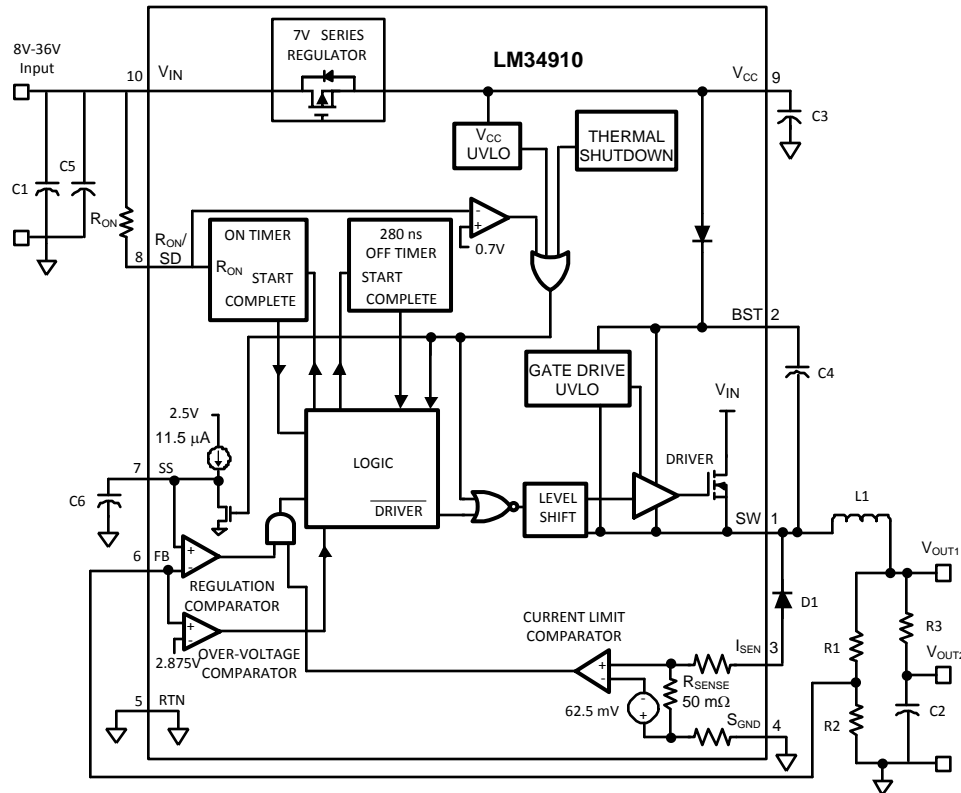 7V SERIES
REGULATOR
LM34910
8V-36V
Input
10
VIN
VCC
9
C3
VCC
UVLO
THERMAL
SHUTDOWN
C5
C1
RON
-
+
0.7V
RON/
SD
8
ON TIMER
RON
START
COMPLETE
280 ns
OFF TIMER
START
COMPLETE
BST
2
GATE DRIVE
UVLO
VIN
C4
2.5V
11.5 μA
LOGIC
DRIVER
DRIVER
LEVEL
SHIFT
SW
1
L1
7
SS
C6
6
FB
+
-
REGULATION
COMPARATOR
VOUT1
D1
+
-
2.875V
OVER-VOLTAGE
COMPARATOR
CURRENT LIMIT
COMPARATOR
ISEN
3
R1
R3
+
-
RSENSE
50 mΩ
VOUT2
62.5 mV
-
+
5
RTN
SGND
4
R2
C2